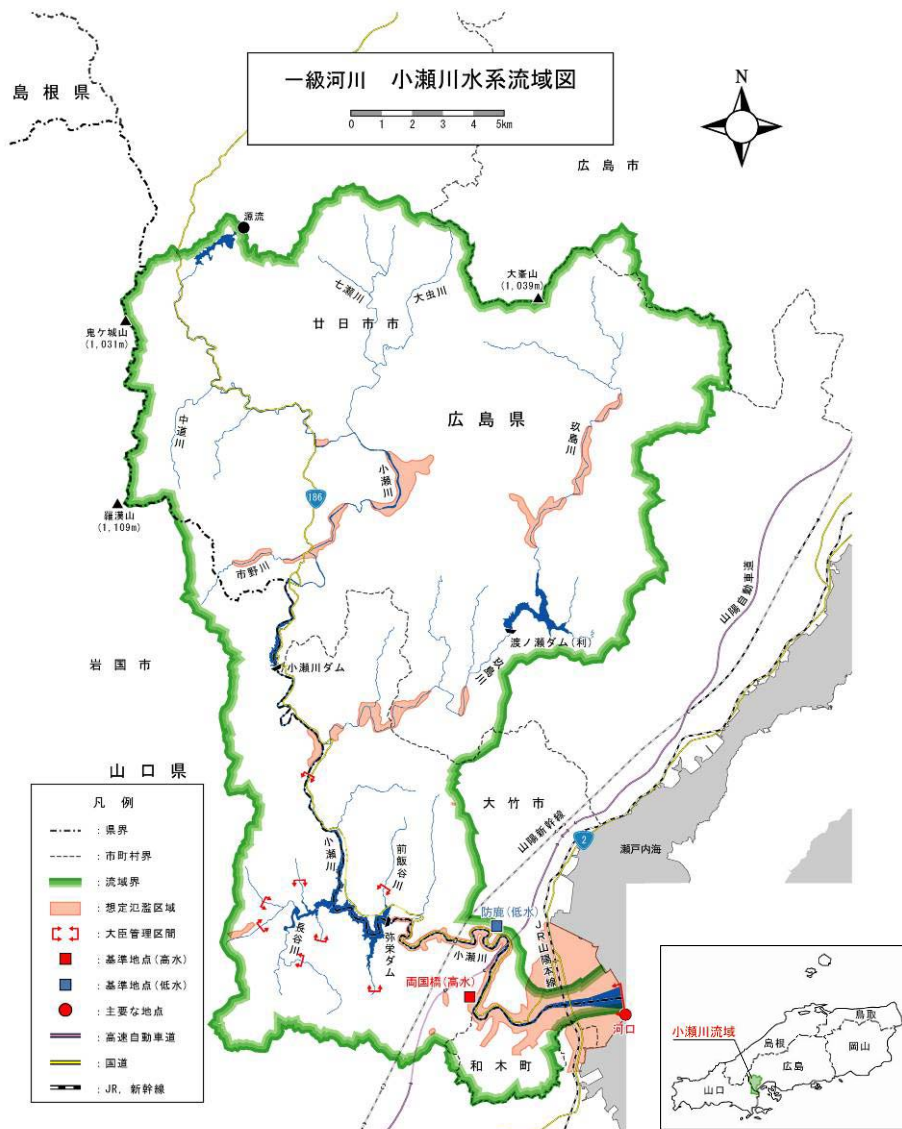 一級河川　小瀬川水系流域図
0 1 2 3 4 5km
N
島根県
広島市
源流
大峯山
(1,039m)
七瀬川
大虫川
廿日市市
鬼ケ城山
(1,031m)
広島県
中道川
玖島川
小瀬川
186
羅漢山
(1,109m)
市野川
山陽自動車道
渡ノ瀬ダム(利)
岩国市
小瀬川ダム
玖島川
山口県
大竹市
山陽新幹線
2
瀬戸内海
小瀬川
前飯谷川
防鹿(低水)
JR山陽本線
長谷川
弥栄ダム
小瀬川
両国橋(高水)
河口
和木町
凡　例
：県界
：市町村界
：流域界
：想定氾濫区域
：大臣管理区間
：基準地点(高水)
：基準地点(低水)
：主要な地点
：高速自動車道
：国道
：JR, 新幹線
小瀬川流域
鳥取
島根
岡山
広島
山口